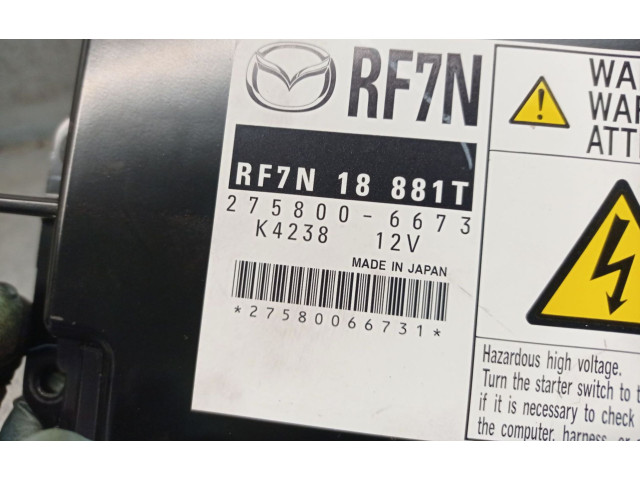 RF7N
RF7N 18 881T
275800-6673
K4238 12V
MADE IN JAPAN
*27580066731*
ATTE
Hazardous high voltage.
Turn the starter switch to
if it is necessary to check
the computer, harness, or